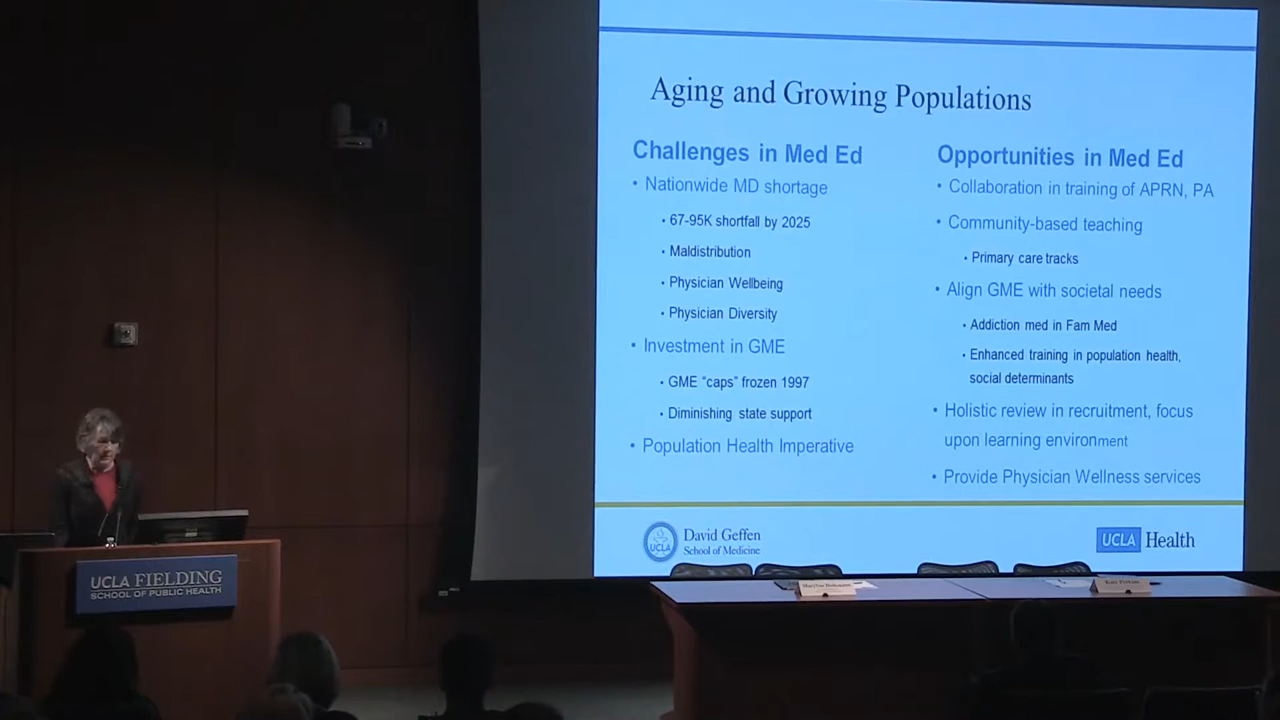 Aging and Growing Populations
Challenges in Med Ed
• Nationwide MD shortage
• 67-95K shortfall by 2025
• Maldistribution
• Physician Wellbeing
• Physician Diversity
• Investment in GME
• GME “caps” frozen 1997
• Diminishing state support
• Population Health Imperative
Opportunities in Med Ed
• Collaboration in training of APRN, PA
• Community-based teaching
• Primary care tracks
• Align GME with societal needs
• Addiction med in Fam Med
• Enhanced training in population health,
social determinants
• Holistic review in recruitment, focus
upon learning environment
• Provide Physician Wellness services
UCLA
David Geffen
School of Medicine
UCLA Health
UCLA FIELDING
SCHOOL OF PUBLIC HEALTH